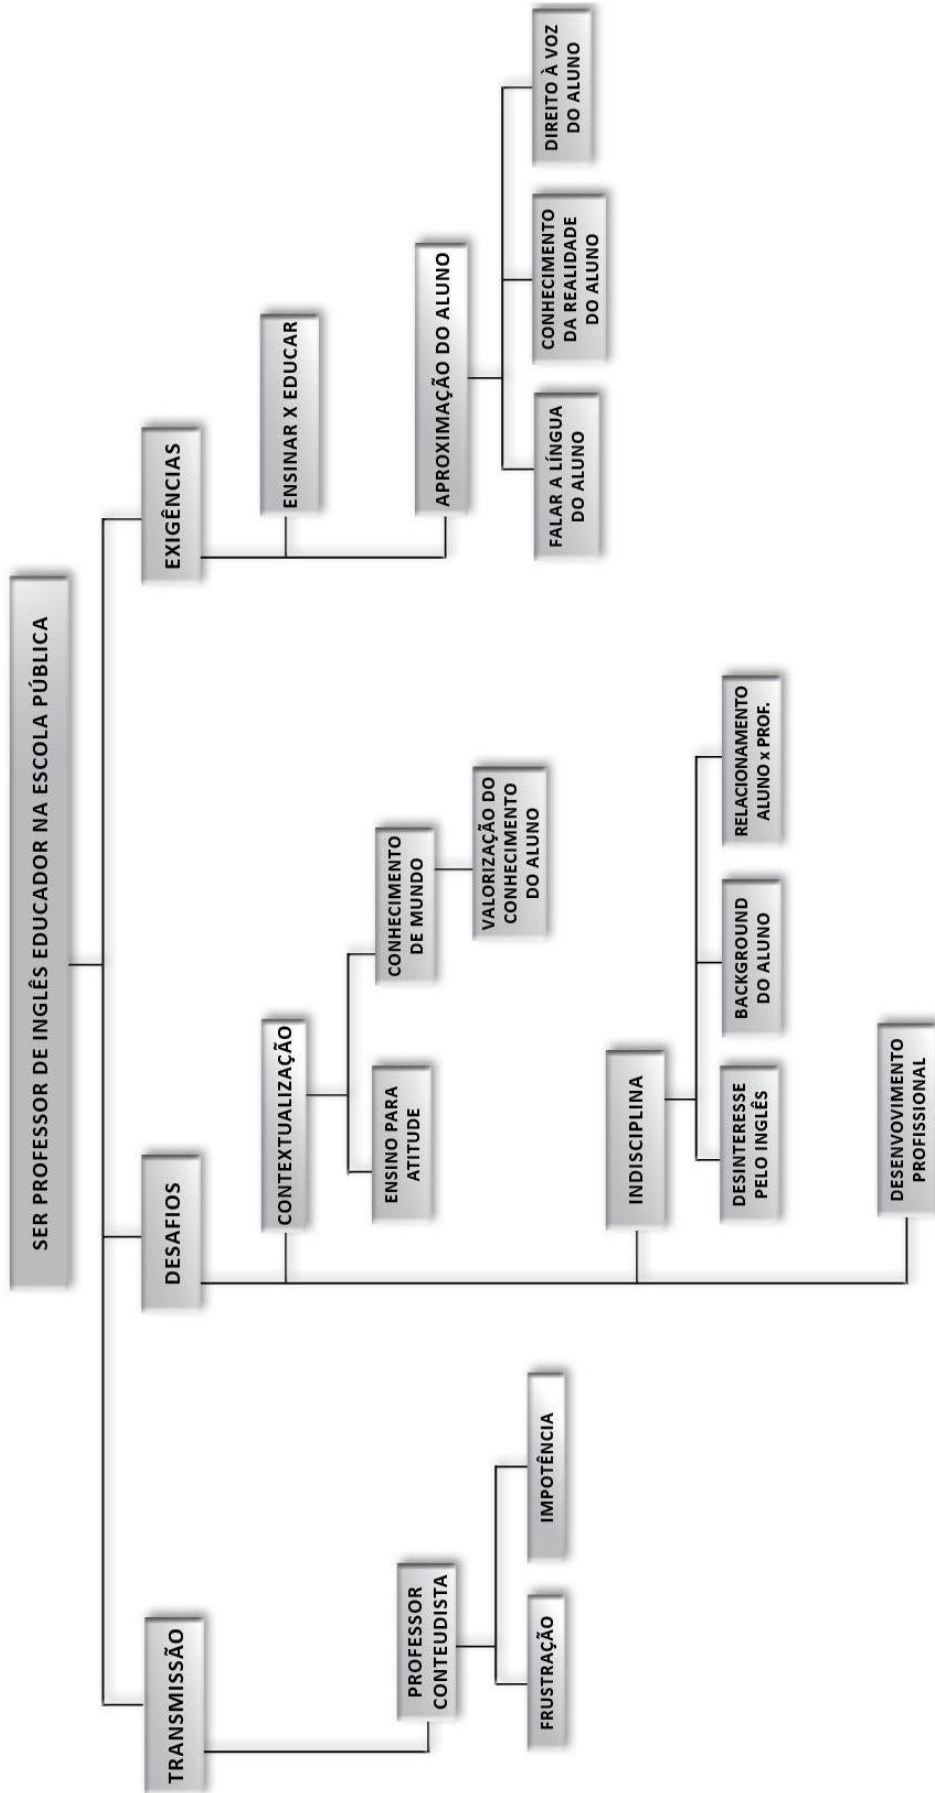 SER PROFESSOR DE INGLÊS EDUCADOR NA ESCOLA PÚBLICA
TRANSMISSÃO
PROFESSOR
CONTEUDISTA
FRUSTRAÇÃO
IMPOTÊNCIA
DESAFIOS
CONTEXTUALIZAÇÃO
ENSINO PARA
ATITUDE
CONHECIMENTO
DE MUNDO
VALORIZAÇÃO DO
CONHECIMENTO
DO ALUNO
INDISCIPLINA
DESINTERESSE
PELO INGLÊS
BACKGROUND
DO ALUNO
RELACIONAMENTO
ALUNO x PROF.
DESENVOVIMENTO
PROFISSIONAL
EXIGÊNCIAS
ENSINAR X EDUCAR
APROXIMAÇÃO DO ALUNO
FALAR A LÍNGUA
DO ALUNO
CONHECIMENTO
DA REALIDADE
DO ALUNO
DIREITO À VOZ
DO ALUNO